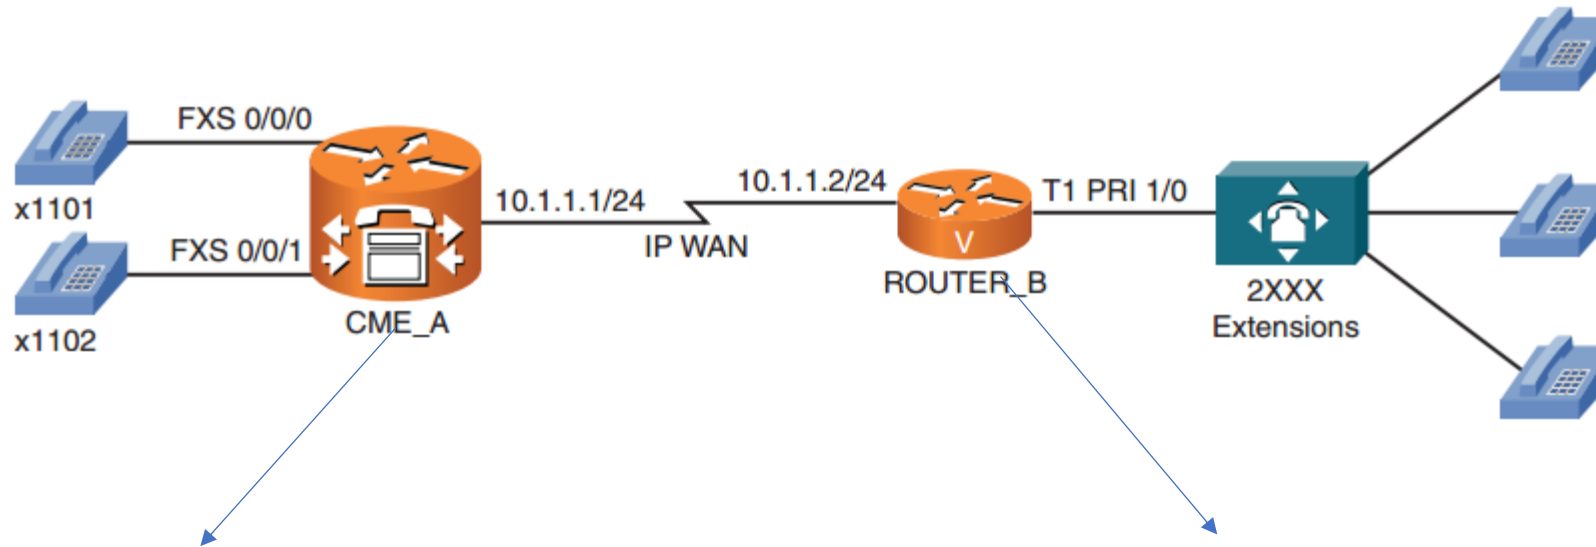 FXS 0/0/0
x1101
FXS 0/0/1
x1102
CME_A
10.1.1.1/24
IP WAN
10.1.1.2/24
V
ROUTER_B
T1 PRI 1/0
2XXX
Extensions